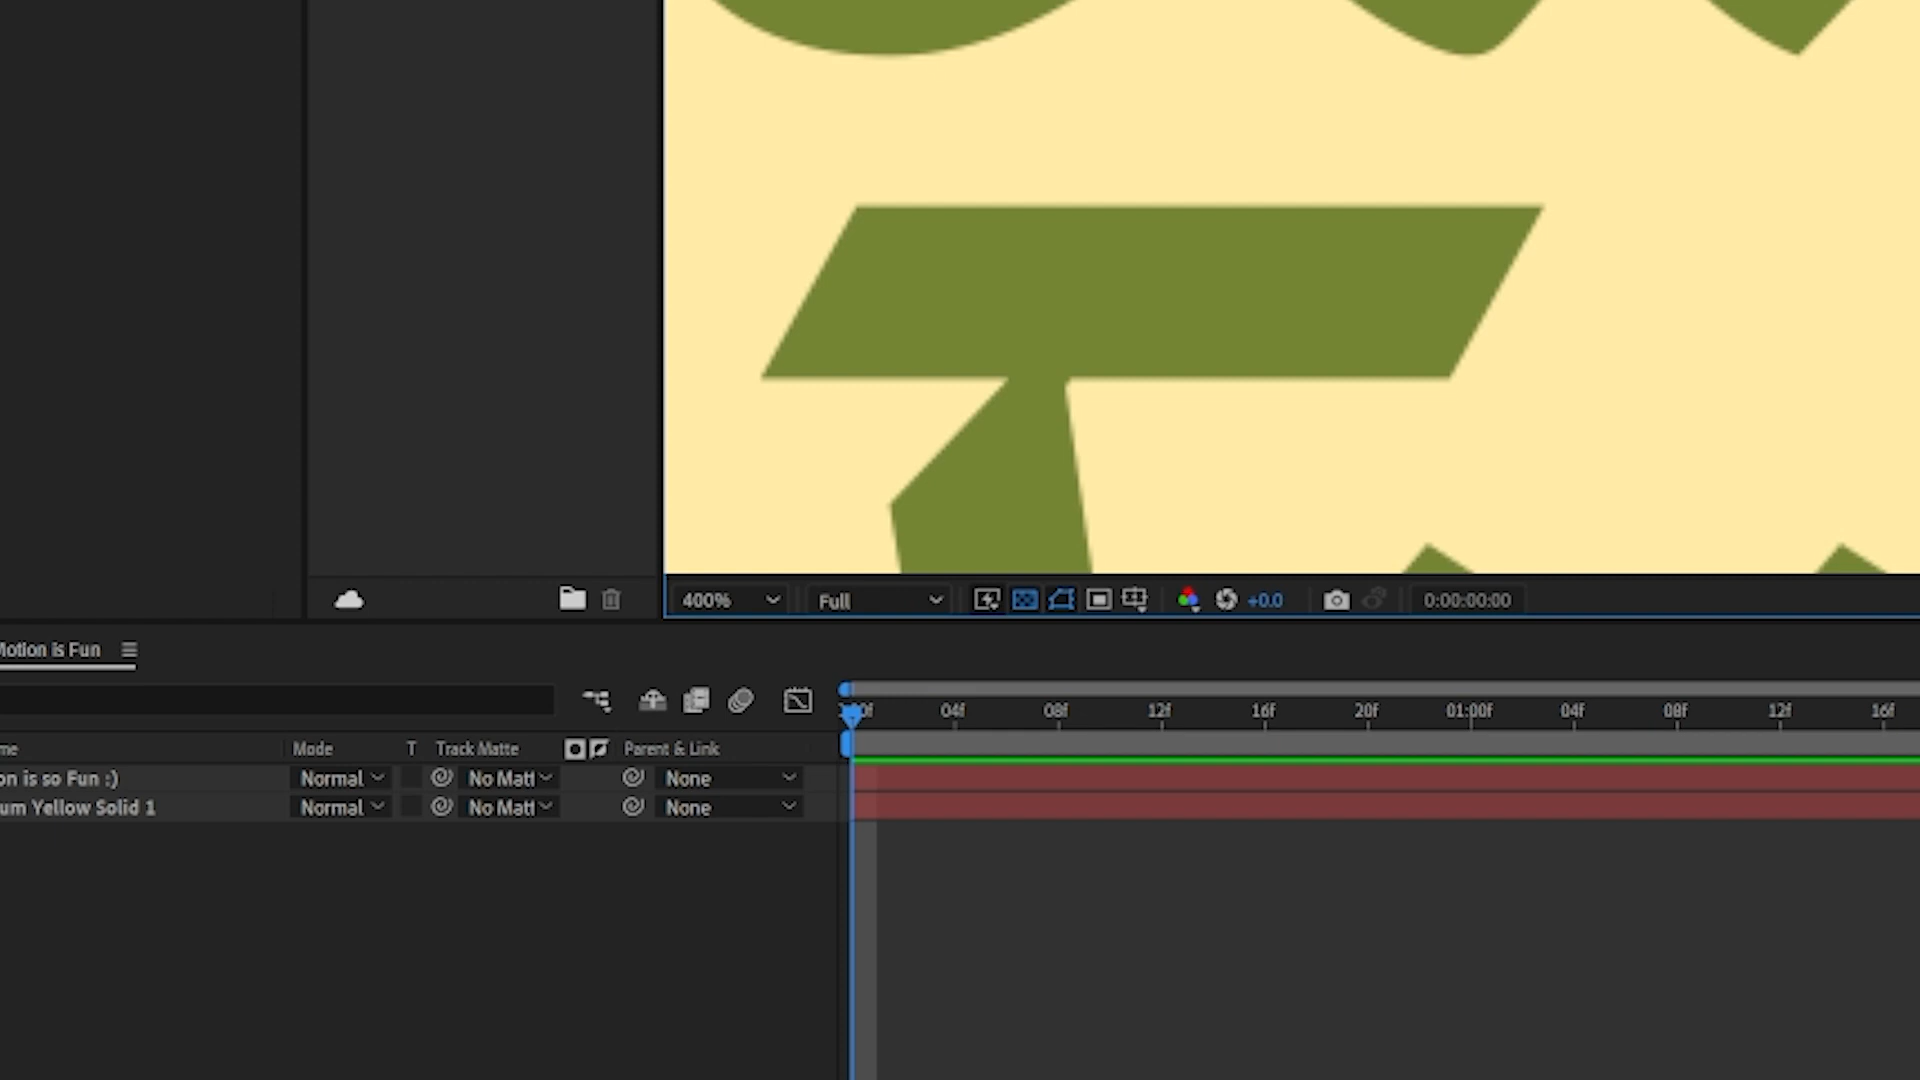 400% Full +0.0 0:00:00:00
Motion is Fun
04f 08f 12f 16f 20f 01:00f 04f 08f 12f 16f
me Mode T Track Matte Parent & Link
on is so Fun :) Normal No Matt None
um Yellow Solid 1 Normal No Matt None